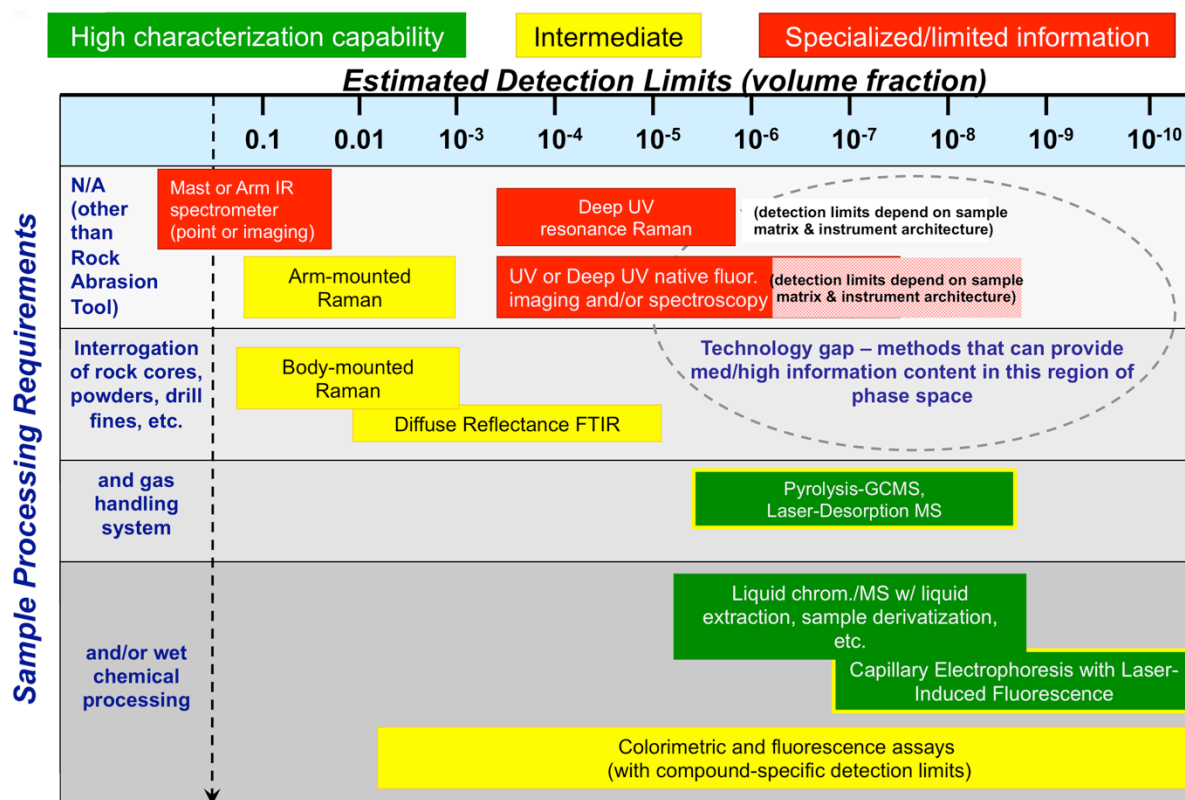 High characterization capability
Intermediate
Specialized/limited information
Estimated Detection Limits (volume fraction)
0.1
0.01
10-3
10-4
10-5
10-6
10-7
10-8
10-9
10-10
Sample Processing Requirements
N/A
(other
than
Rock
Abrasion
Tool)
Mast or Arm IR
spectrometer
(point or imaging)
Deep UV
resonance Raman
(detection limits depend on sample
matrix & instrument architecture)
Arm-mounted
Raman
UV or Deep UV native fluor.
imaging and/or spectroscopy
(detection limits depend on sample
matrix & instrument architecture)
Interrogation
of rock cores,
powders, drill
fines, etc.
Body-mounted
Raman
Diffuse Reflectance FTIR
Technology gap – methods that can provide
med/high information content in this region of
phase space
and gas
handling
system
Pyrolysis-GCMS,
Laser-Desorption MS
and/or wet
chemical
processing
Liquid chrom./MS w/ liquid
extraction, sample derivatization,
etc.
Capillary Electrophoresis with Laser-
Induced Fluorescence
Colorimetric and fluorescence assays
(with compound-specific detection limits)